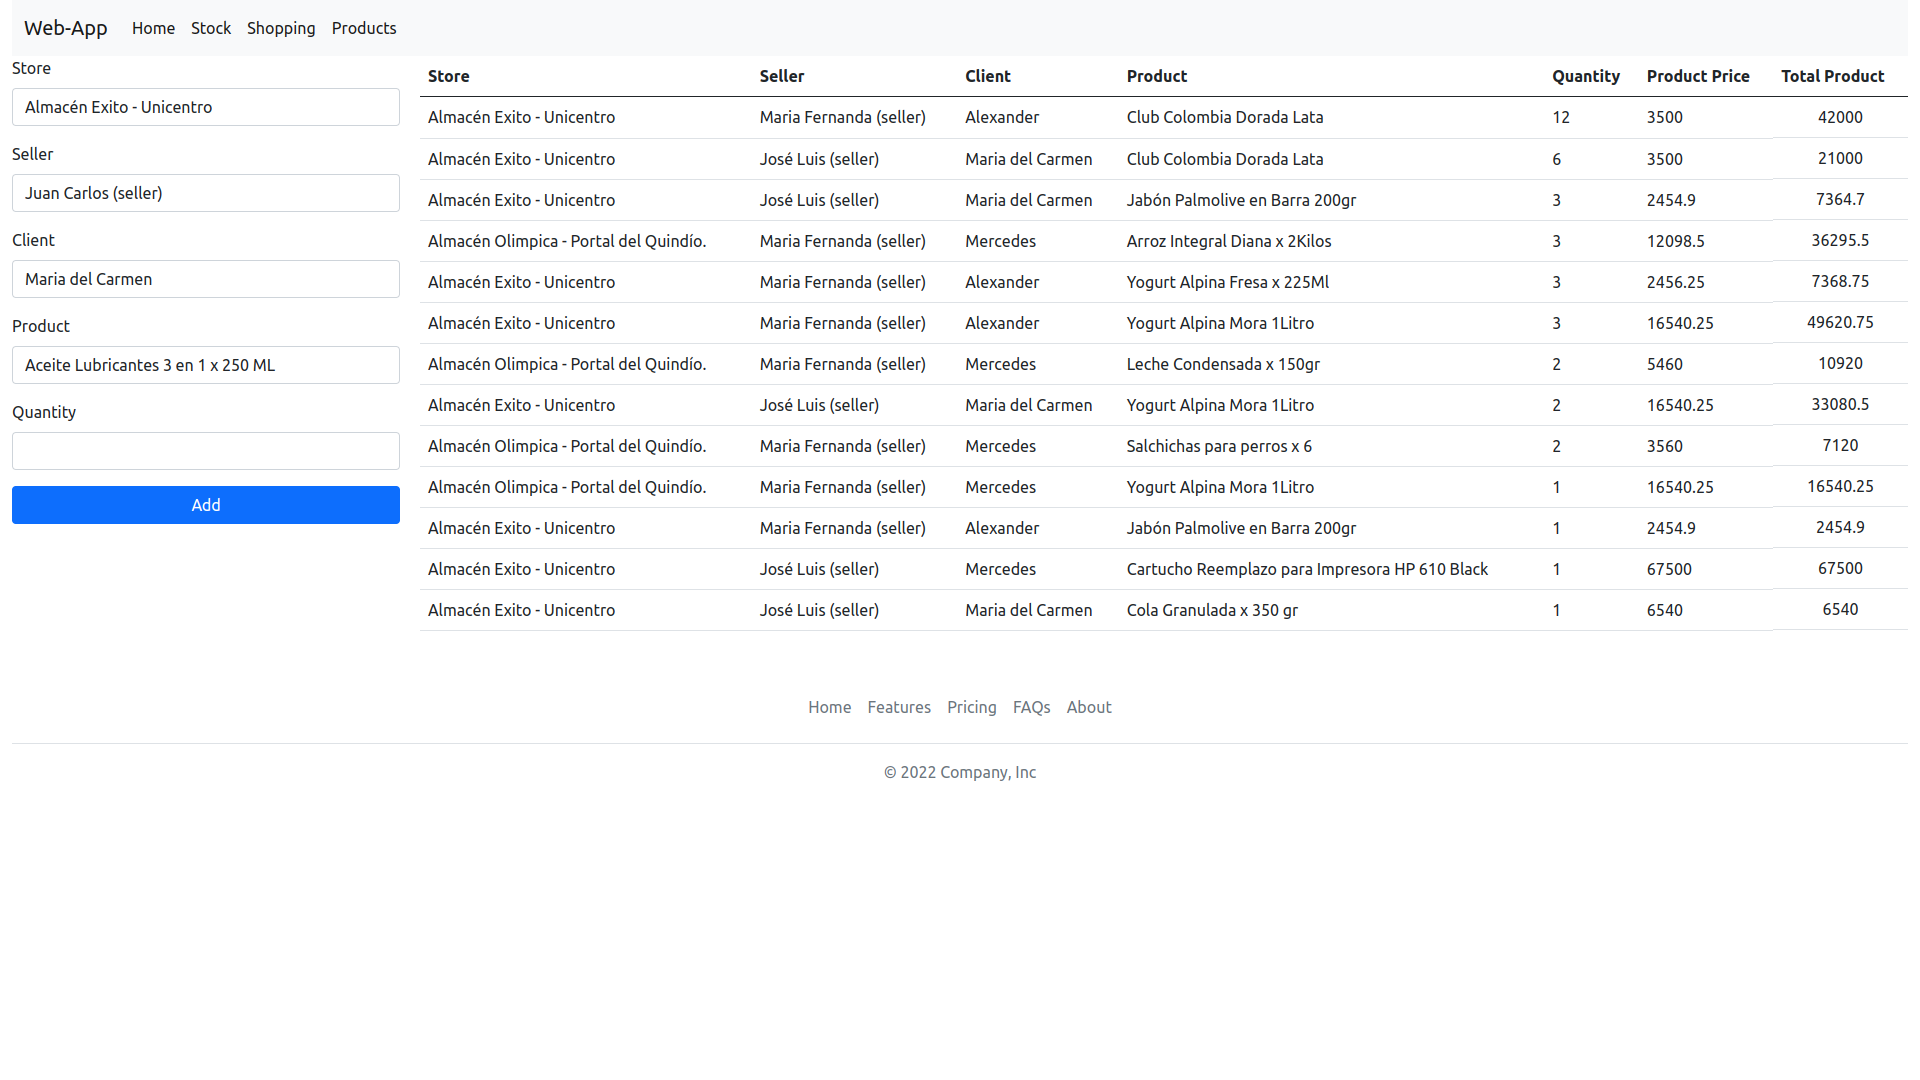 Web-App Home Stock Shopping Products
Store
Almacén Exito - Unicentro
Seller
Juan Carlos (seller)
Client
Maria del Carmen
Product
Aceite Lubricantes 3 en 1 x 250 ML
Quantity
Add
Store Seller Client Product Quantity Product Price Total Product
Almacén Exito - Unicentro Maria Fernanda (seller) Alexander Club Colombia Dorada Lata 12 3500 42000
Almacén Exito - Unicentro José Luis (seller) Maria del Carmen Club Colombia Dorada Lata 6 3500 21000
Almacén Exito - Unicentro José Luis (seller) Maria del Carmen Jabón Palmolive en Barra 200gr 3 2454.9 7364.7
Almacén Olimpica - Portal del Quindío. Maria Fernanda (seller) Mercedes Arroz Integral Diana x 2Kilos 3 12098.5 36295.5
Almacén Exito - Unicentro Maria Fernanda (seller) Alexander Yogurt Alpina Fresa x 225Ml 3 2456.25 7368.75
Almacén Exito - Unicentro Maria Fernanda (seller) Alexander Yogurt Alpina Mora 1Litro 3 16540.25 49620.75
Almacén Olimpica - Portal del Quindío. Maria Fernanda (seller) Mercedes Leche Condensada x 150gr 2 5460 10920
Almacén Exito - Unicentro José Luis (seller) Maria del Carmen Yogurt Alpina Mora 1Litro 2 16540.25 33080.5
Almacén Olimpica - Portal del Quindío. Maria Fernanda (seller) Mercedes Salchichas para perros x 6 2 3560 7120
Almacén Olimpica - Portal del Quindío. Maria Fernanda (seller) Mercedes Yogurt Alpina Mora 1Litro 1 16540.25 16540.25
Almacén Exito - Unicentro Maria Fernanda (seller) Alexander Jabón Palmolive en Barra 200gr 1 2454.9 2454.9
Almacén Exito - Unicentro José Luis (seller) Mercedes Cartucho Reemplazo para Impresora HP 610 Black 1 67500 67500
Almacén Exito - Unicentro José Luis (seller) Maria del Carmen Cola Granulada x 350 gr 1 6540 6540
Home Features Pricing FAQs About
© 2022 Company, Inc